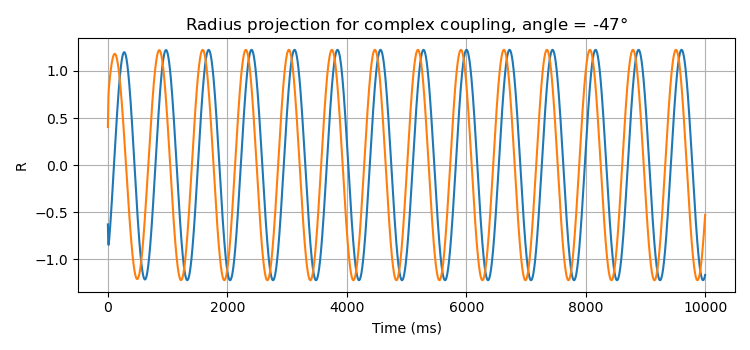 Radius projection for complex coupling, angle = -47°
1.0
0.5
0.0
−0.5
−1.0
R
0 2000 4000 6000 8000 10000
Time (ms)